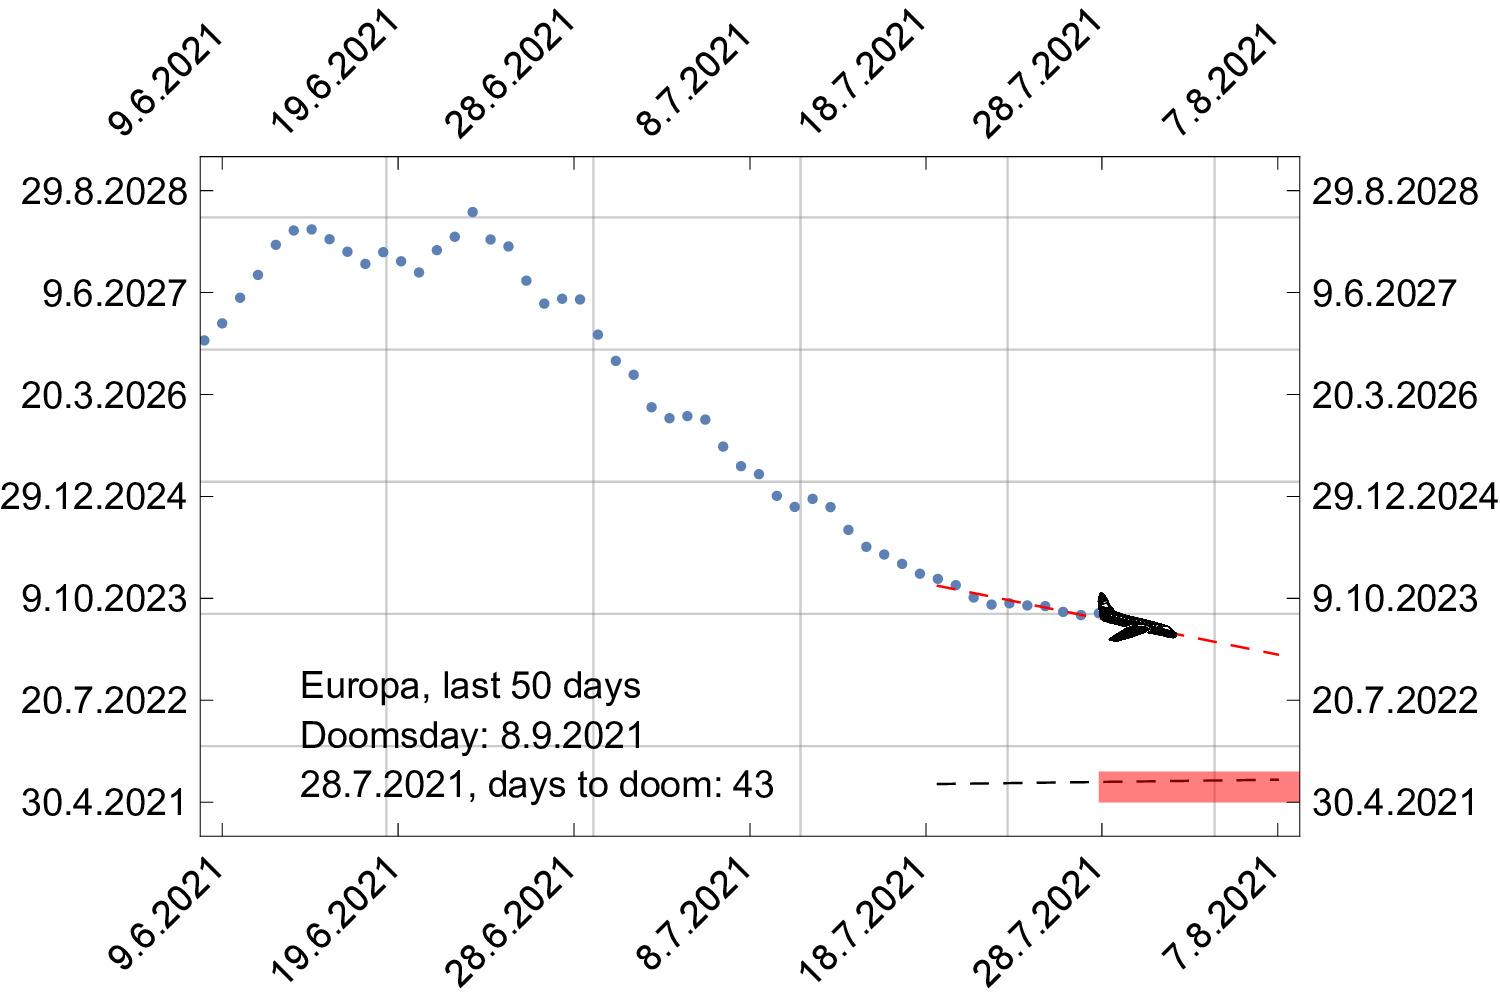 9.6.2021 19.6.2021 28.6.2021 8.7.2021 18.7.2021 28.7.2021 7.8.2021
29.8.2028 29.8.2028
9.6.2027 9.6.2027
20.3.2026 20.3.2026
29.12.2024 29.12.2024
9.10.2023 9.10.2023
Europa, last 50 days
20.7.2022 20.7.2022
Doomsday: 8.9.2021
28.7.2021, days to doom: 43
30.4.2021 30.4.2021
9.6.2021 19.6.2021 28.6.2021 8.7.2021 18.7.2021 28.7.2021 7.8.2021